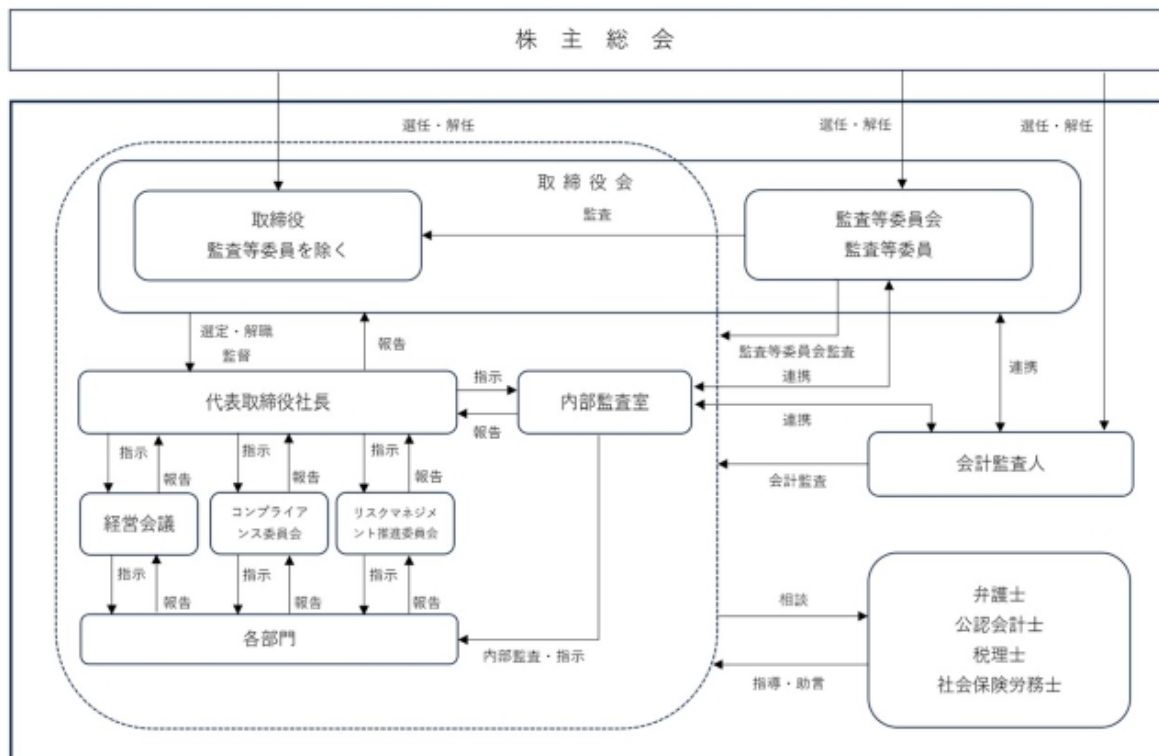 株主総会
選任・解任
選任・解任
選任・解任
取締役会
取締役
監査等委員を除く
監査
監査等委員会
監査等委員
選定・解職
監督
報告
監査等委員会監査
連携
連携
代表取締役社長
指示
報告
内部監査室
連携
会計監査人
会計監査
指示
報告
指示
報告
指示
報告
経営会議
コンプライア
ンス委員会
リスクマネジメ
ント推進委員会
指示
報告
指示
報告
指示
報告
各部門
内部監査・指示
相談
指導・助言
弁護士
公認会計士
税理士
社会保険労務士